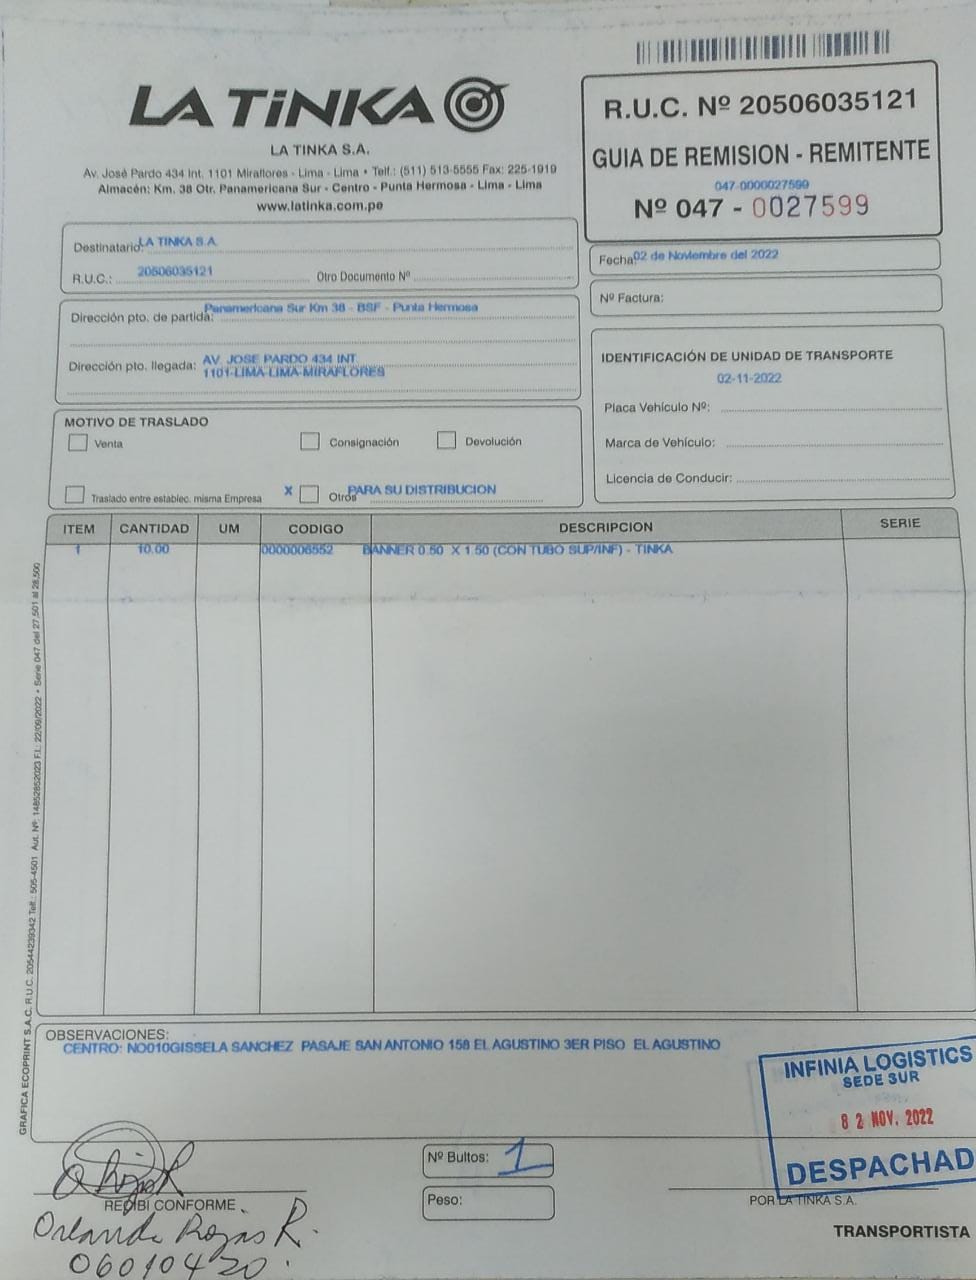 LA TiNKA
LA TINKA S.A.
Av. José Pardo 434 Int. 1101 Miraflores - Lima - Lima • Telf.: (511) 513-5555 Fax: 225-1919
Almacén: Km. 38 Otr. Panamericana Sur - Centro - Punta Hermosa - Lima - Lima
www.latinka.com.pe
R.U.C. Nº 20506035121
GUIA DE REMISION - REMITENTE
047-0000027599
Nº 047 - 0027599
Destinatario: LA TINKA S.A.
R.U.C.: 20506035121 Otro Documento Nº
Fecha: 02 de Noviembre del 2022
Nº Factura:
Dirección pto. de partida: Panamericana Sur Km 38 - BSF - Punta Hermosa
Dirección pto. llegada: AV. JOSE PARDO 434 INT.
1101-LIMA-LIMA-MIRAFLORES
IDENTIFICACIÓN DE UNIDAD DE TRANSPORTE
02-11-2022
Placa Vehículo Nº:
Marca de Vehículo:
Licencia de Conducir:
MOTIVO DE TRASLADO
Venta Consignación Devolución
Traslado entre establec. misma Empresa X Otros PARA SU DISTRIBUCION
ITEM CANTIDAD UM CODIGO DESCRIPCION SERIE
1 10.00 0000006552 BANNER 0.50 X 1.50 (CON TUBO SUP/INF) - TINKA
GRAFICA ECOPRINT S.A.C. R.U.C. 20544239342 Telf.: 505-4501 Aut. Nº: 14852852023 F.I.: 22/09/2022 • Serie 047 del 27,501 al 28,500
OBSERVACIONES:
CENTRO: NO010GISSELA SANCHEZ PASAJE SAN ANTONIO 158 EL AGUSTINO 3ER PISO EL AGUSTINO
INFINIA LOGISTICS
SEDE SUR
02 NOV. 2022
DESPACHAD
Nº Bultos: 1
Peso:
RECIBÍ CONFORME
Orlando Rojas R.
06010420.
POR LA TINKA S.A.
TRANSPORTISTA